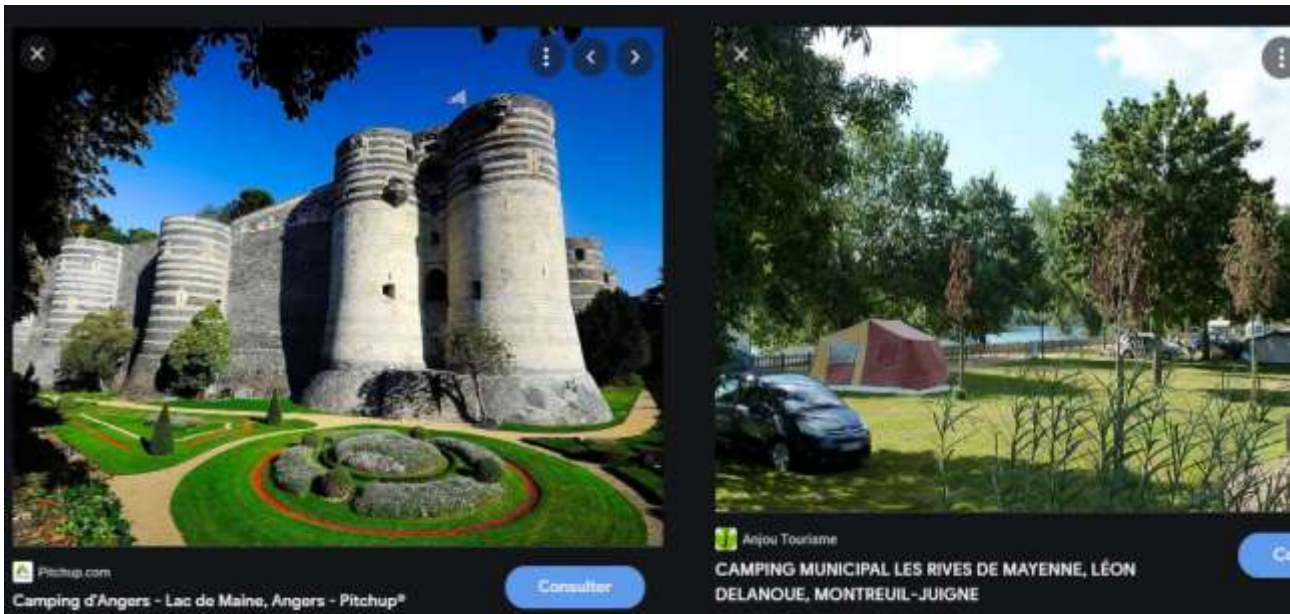 Pitchup.com
Camping d'Angers - Lac de Maine, Angers - Pitchup®
Consulter
Anjou Tourisme
CAMPING MUNICIPAL LES RIVES DE MAYENNE, LÉON
DELANOUE, MONTREUIL-JUIGNE